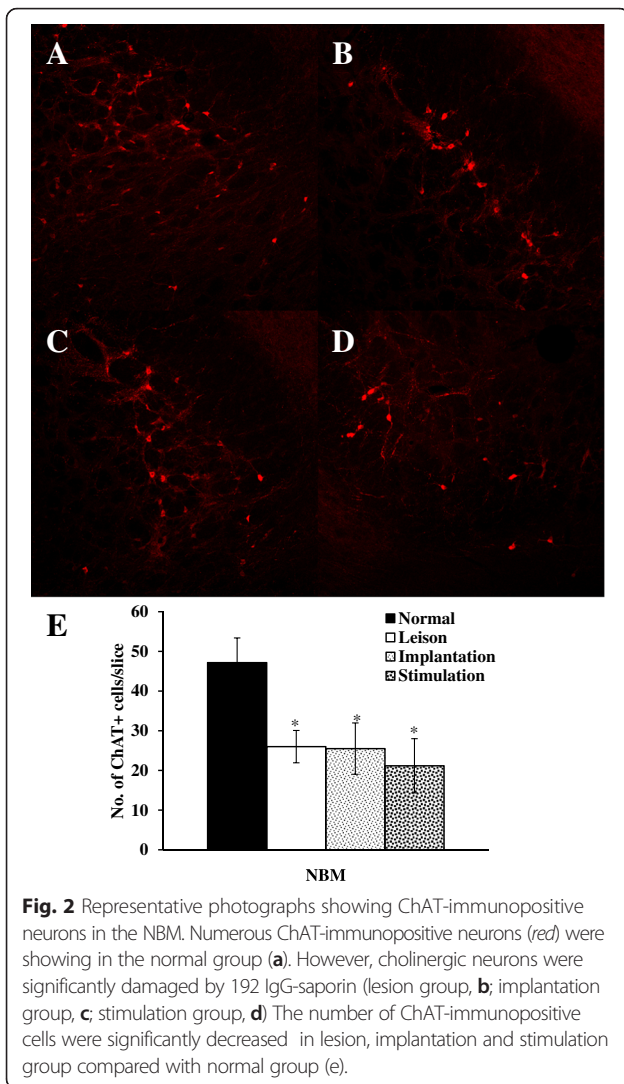 A
B
C
D
E
60
50
40
30
20
10
0
No. of ChAT+ cells/slice
Normal
Leison
Implantation
Stimulation
*
*
*
NBM
Fig. 2 Representative photographs showing ChAT-immunopositive
neurons in the NBM. Numerous ChAT-immunopositive neurons (red) were
showing in the normal group (a). However, cholinergic neurons were
significantly damaged by 192 IgG-saporin (lesion group, b; implantation
group, c; stimulation group, d) The number of ChAT-immunopositive
cells were significantly decreased in lesion, implantation and stimulation
group compared with normal group (e).